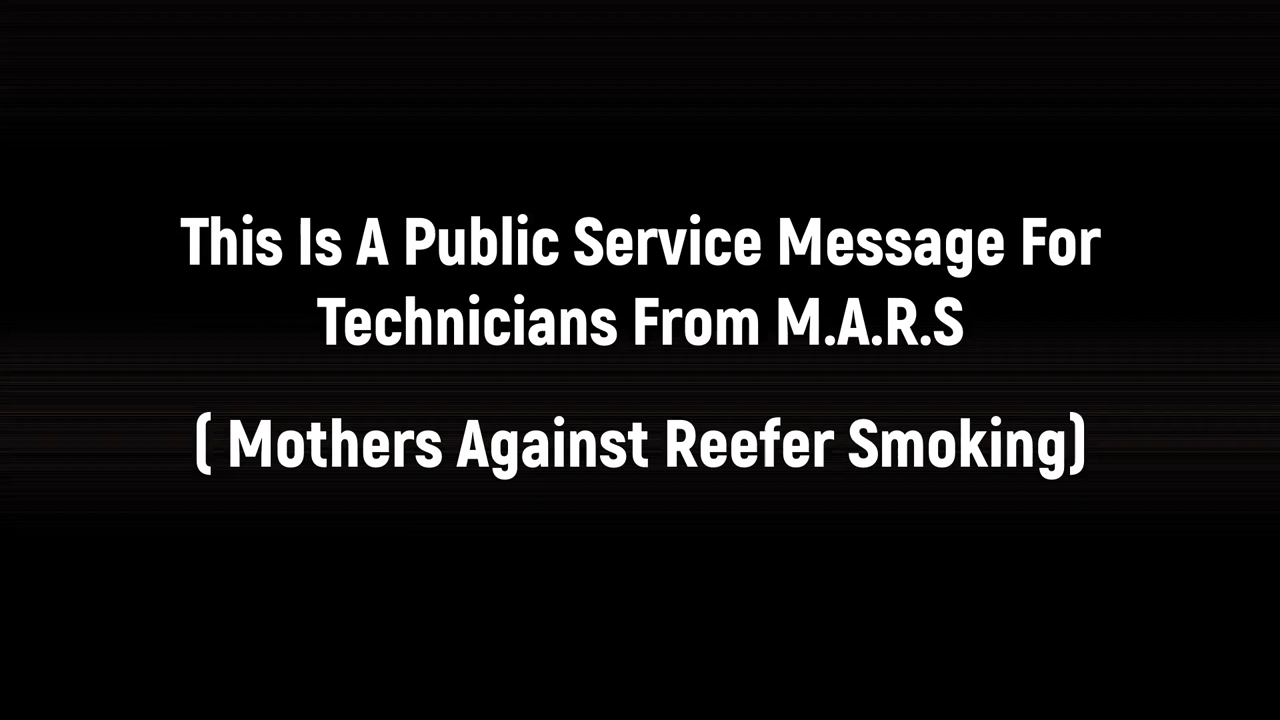 This Is A Public Service Message For
Technicians From M.A.R.S
( Mothers Against Reefer Smoking)